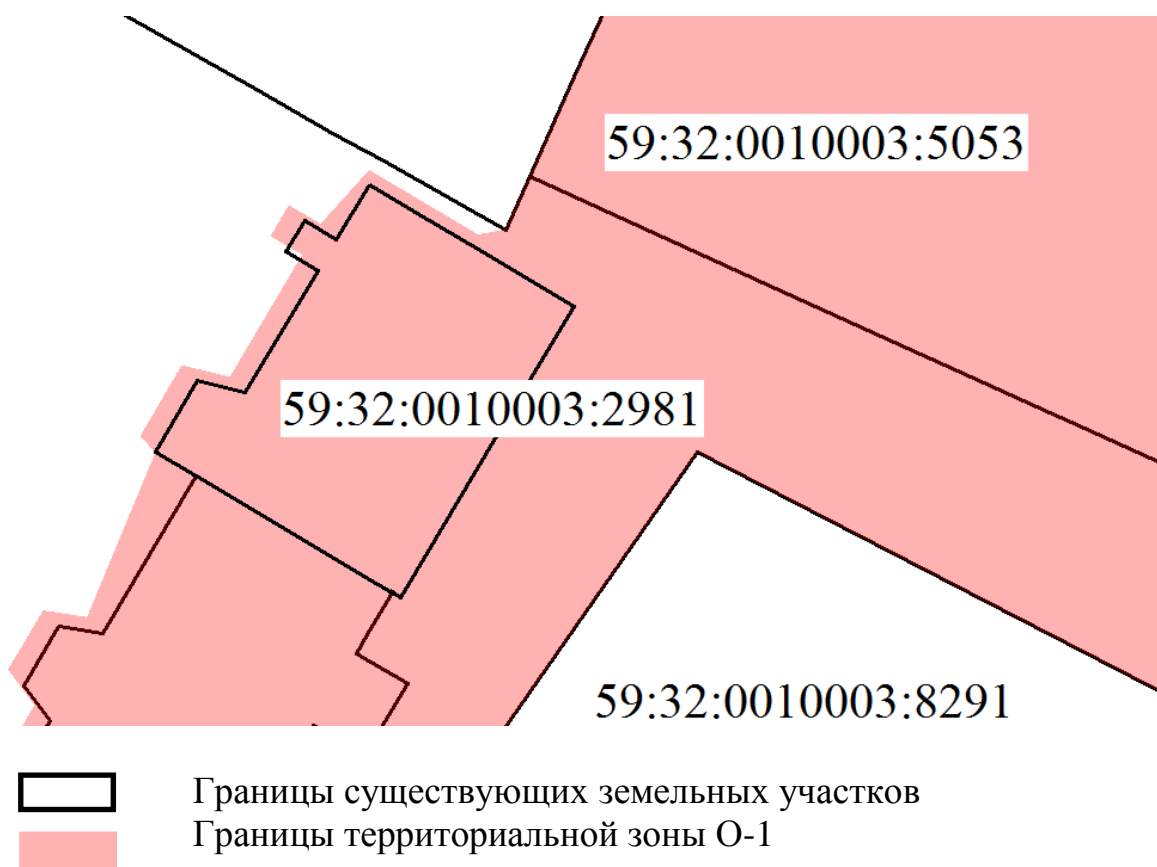 59:32:0010003:5053
59:32:0010003:2981
59:32:0010003:8291
Границы существующих земельных участков
Границы территориальной зоны О-1